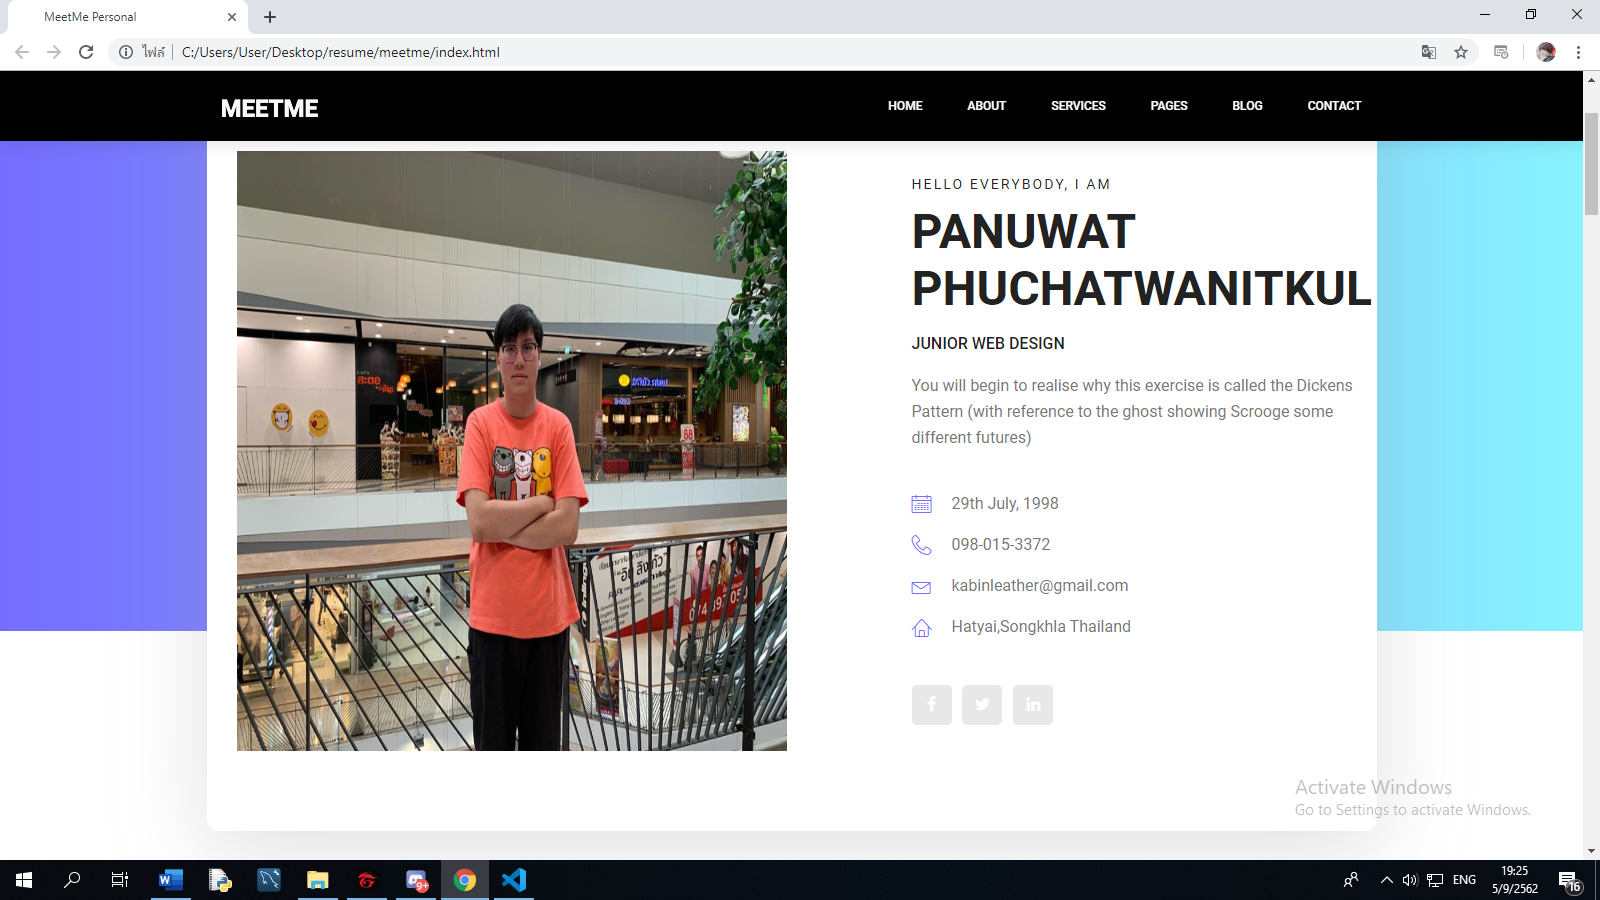 MeetMe Personal
ไฟล์
C:/Users/User/Desktop/resume/meetme/index.html
MEETME
HOME ABOUT SERVICES PAGES BLOG CONTACT
HELLO EVERYBODY, I AM
PANUWAT
PHUCHATWANITKUL
JUNIOR WEB DESIGN
You will begin to realise why this exercise is called the Dickens
Pattern (with reference to the ghost showing Scrooge some
different futures)
29th July, 1998
098-015-3372
kabinleather@gmail.com
Hatyai,Songkhla Thailand
88
Activate Windows
Go to Settings to activate Windows.
9+
ENG
19:25
5/9/2562
16